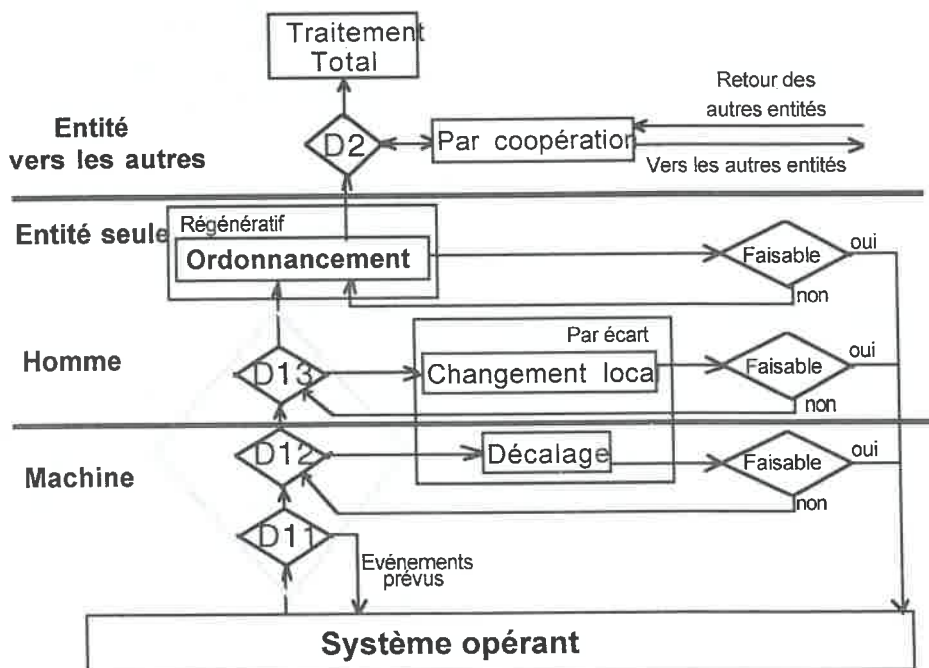 Traitement
Total
Retour des
autres entités
Entité
vers les autres
D2
Par coopération
Vers les autres entités
Entité seule
Régénératif
Ordonnancement
Faisable
oui
non
Par écart
Homme
D13
Changement loca
Faisable
oui
non
D12
Décalage
Faisable
oui
Machine
non
D11
Evénements
prévus
Système opérant